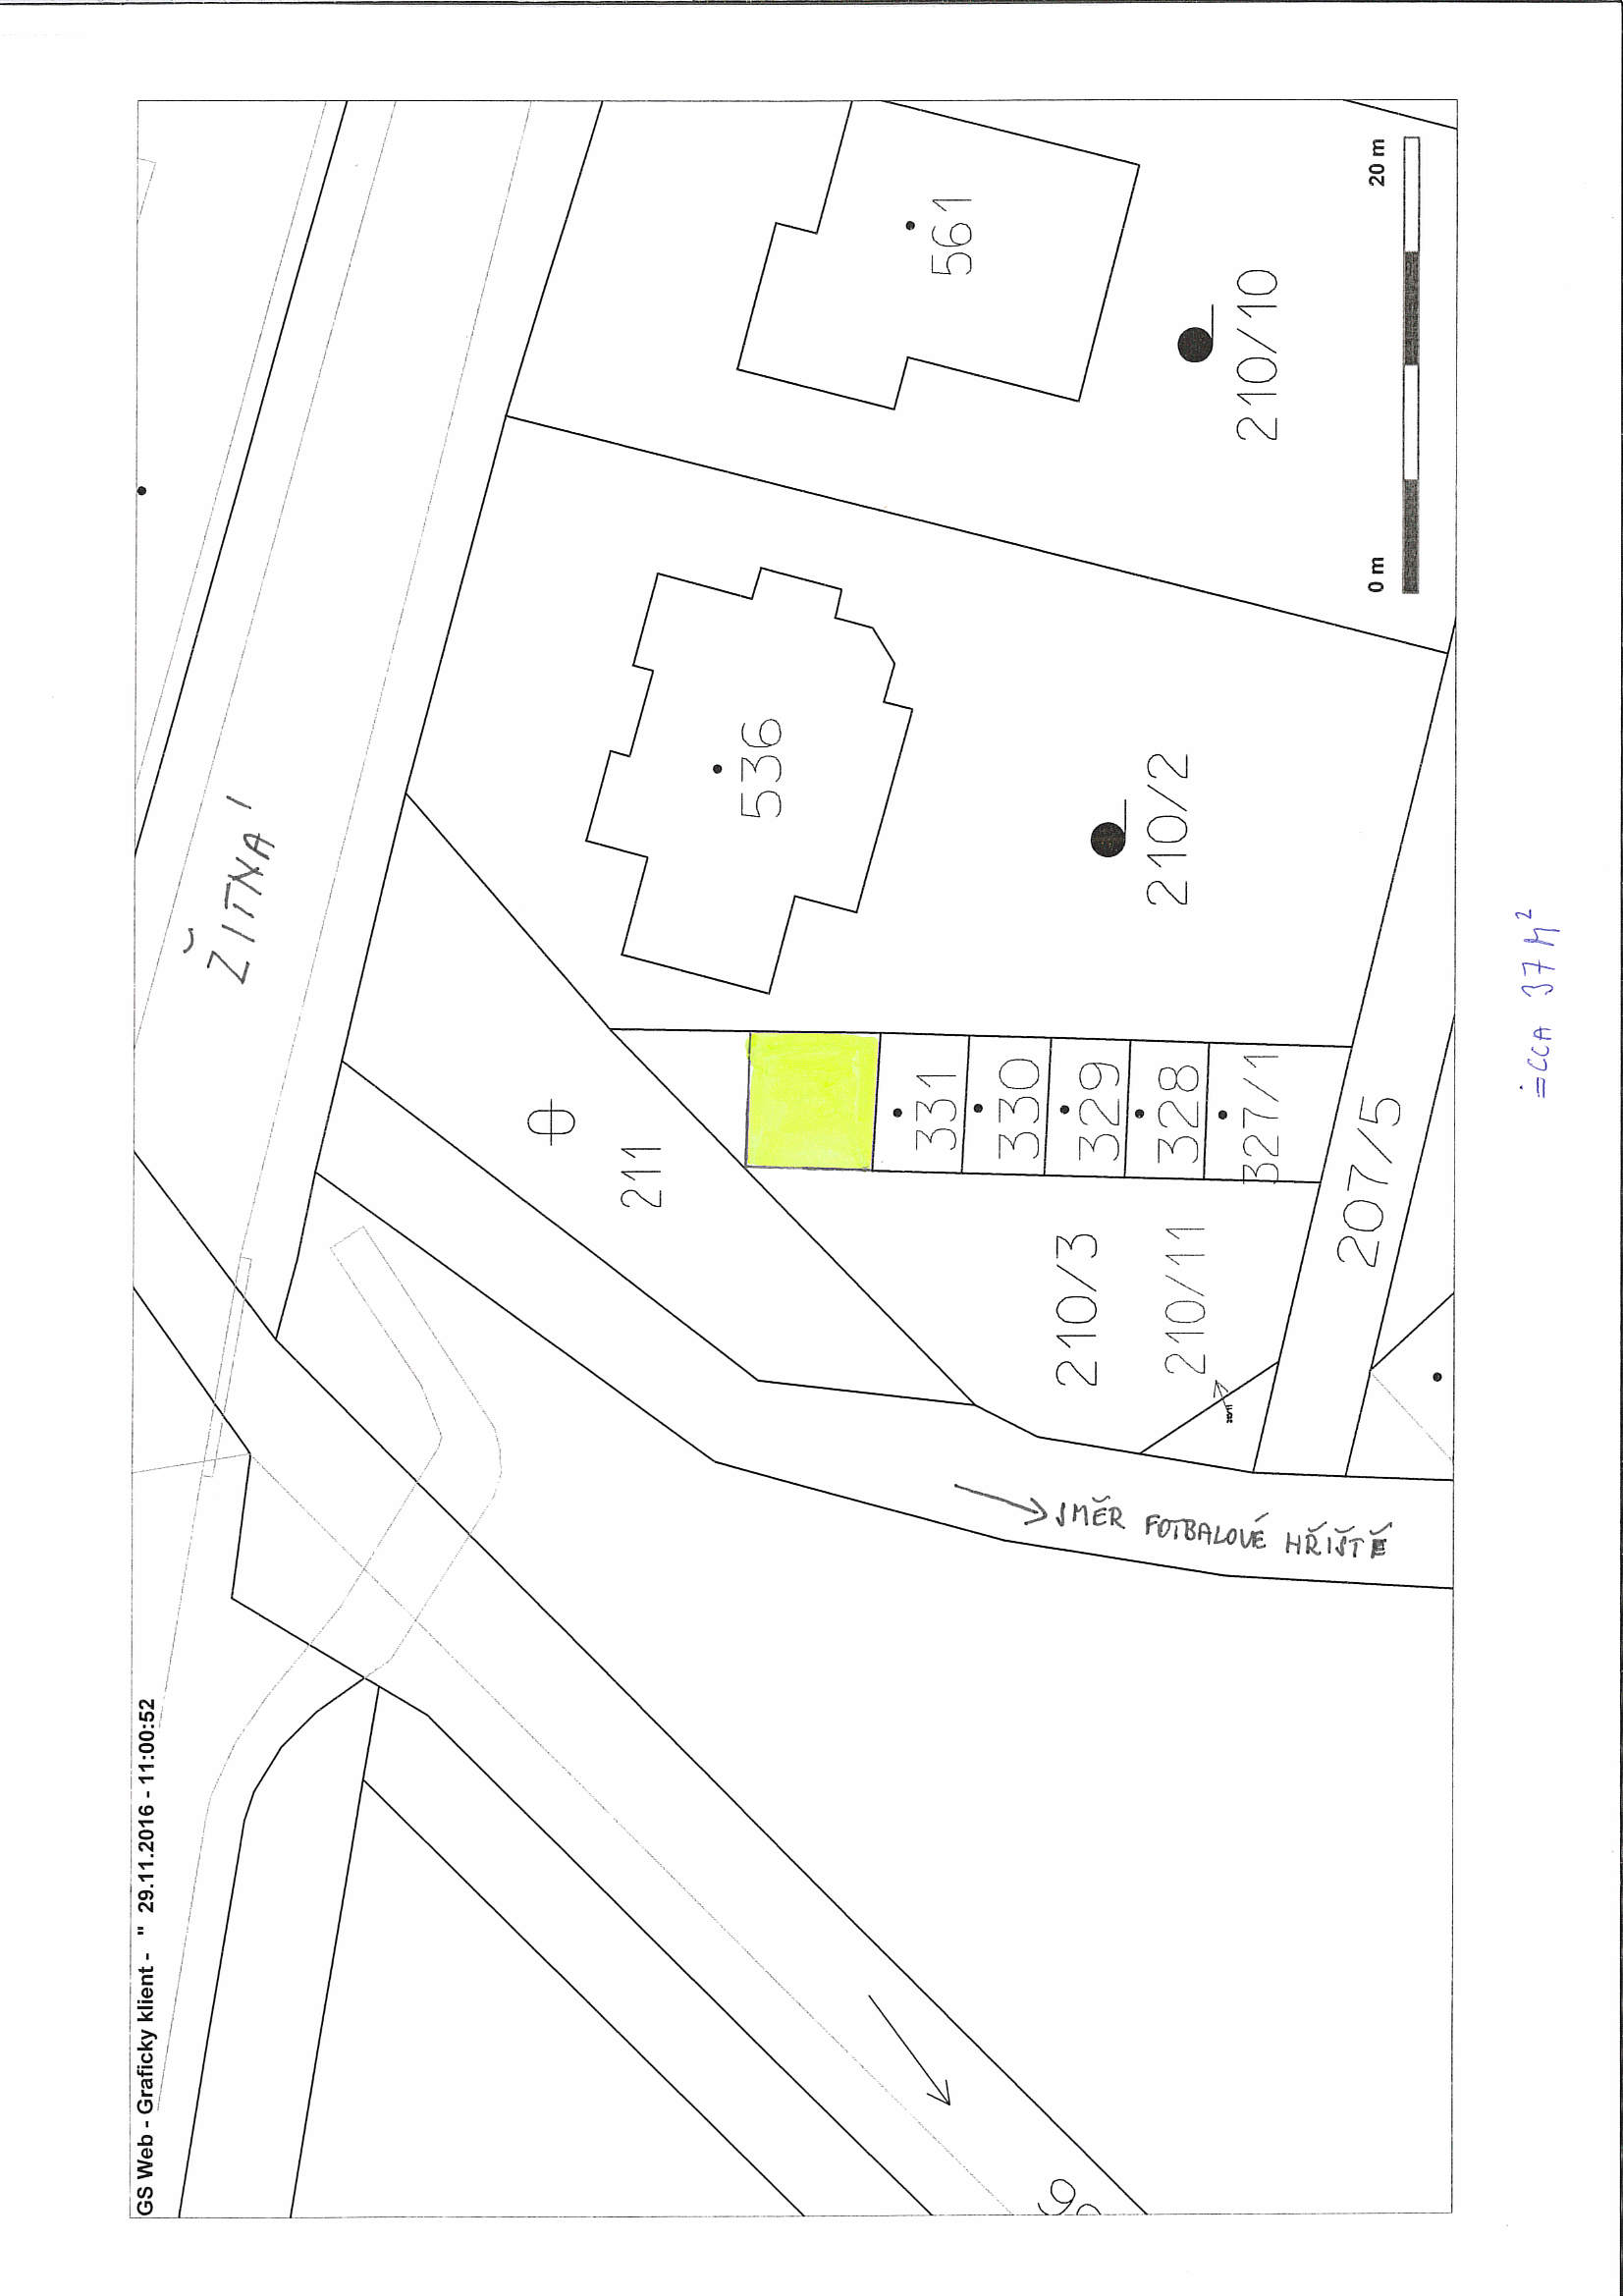 GS Web - Graficky klient - " 29.11.2016 - 11:00:52
ŽITNÁ
561
210/10
20 m
0 m
536
210/2
211
331
330
329
328
327/1
207/5
210/3
210/11
SMĚR FOTBALOVÉ HŘIŠTĚ
=CCA 37 M²